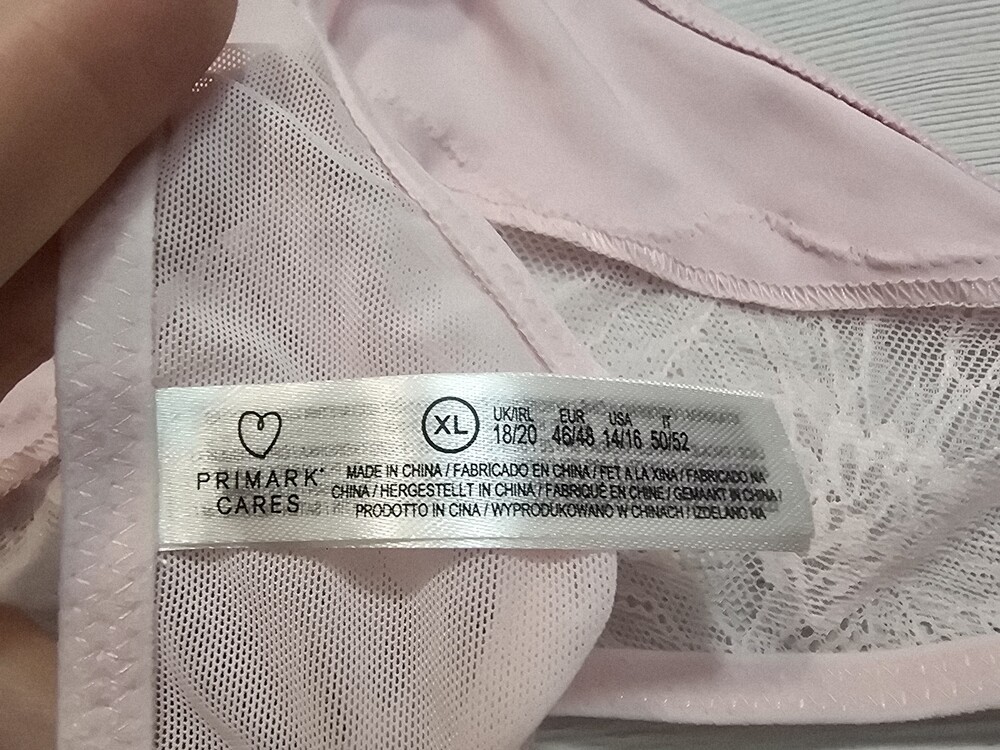 PRIMARK®
CARES
XL
UK/IRL EUR USA IT
18/20 46/48 14/16 50/52
MADE IN CHINA / FABRICADO EN CHINA / FET A LA XINA / FABRICADO NA
CHINA / HERGESTELLT IN CHINA / FABRIQUÉ EN CHINE / GEMAAKT IN CHINA /
PRODOTTO IN CINA / WYPRODUKOWANO W CHINACH / IZDELANO NA